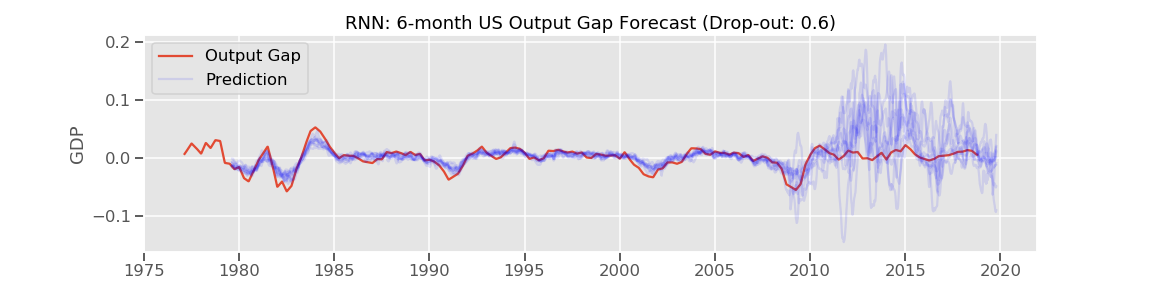 RNN: 6-month US Output Gap Forecast (Drop-out: 0.6)
Output Gap
Prediction
GDP
0.2
0.1
0.0
−0.1
1975 1980 1985 1990 1995 2000 2005 2010 2015 2020